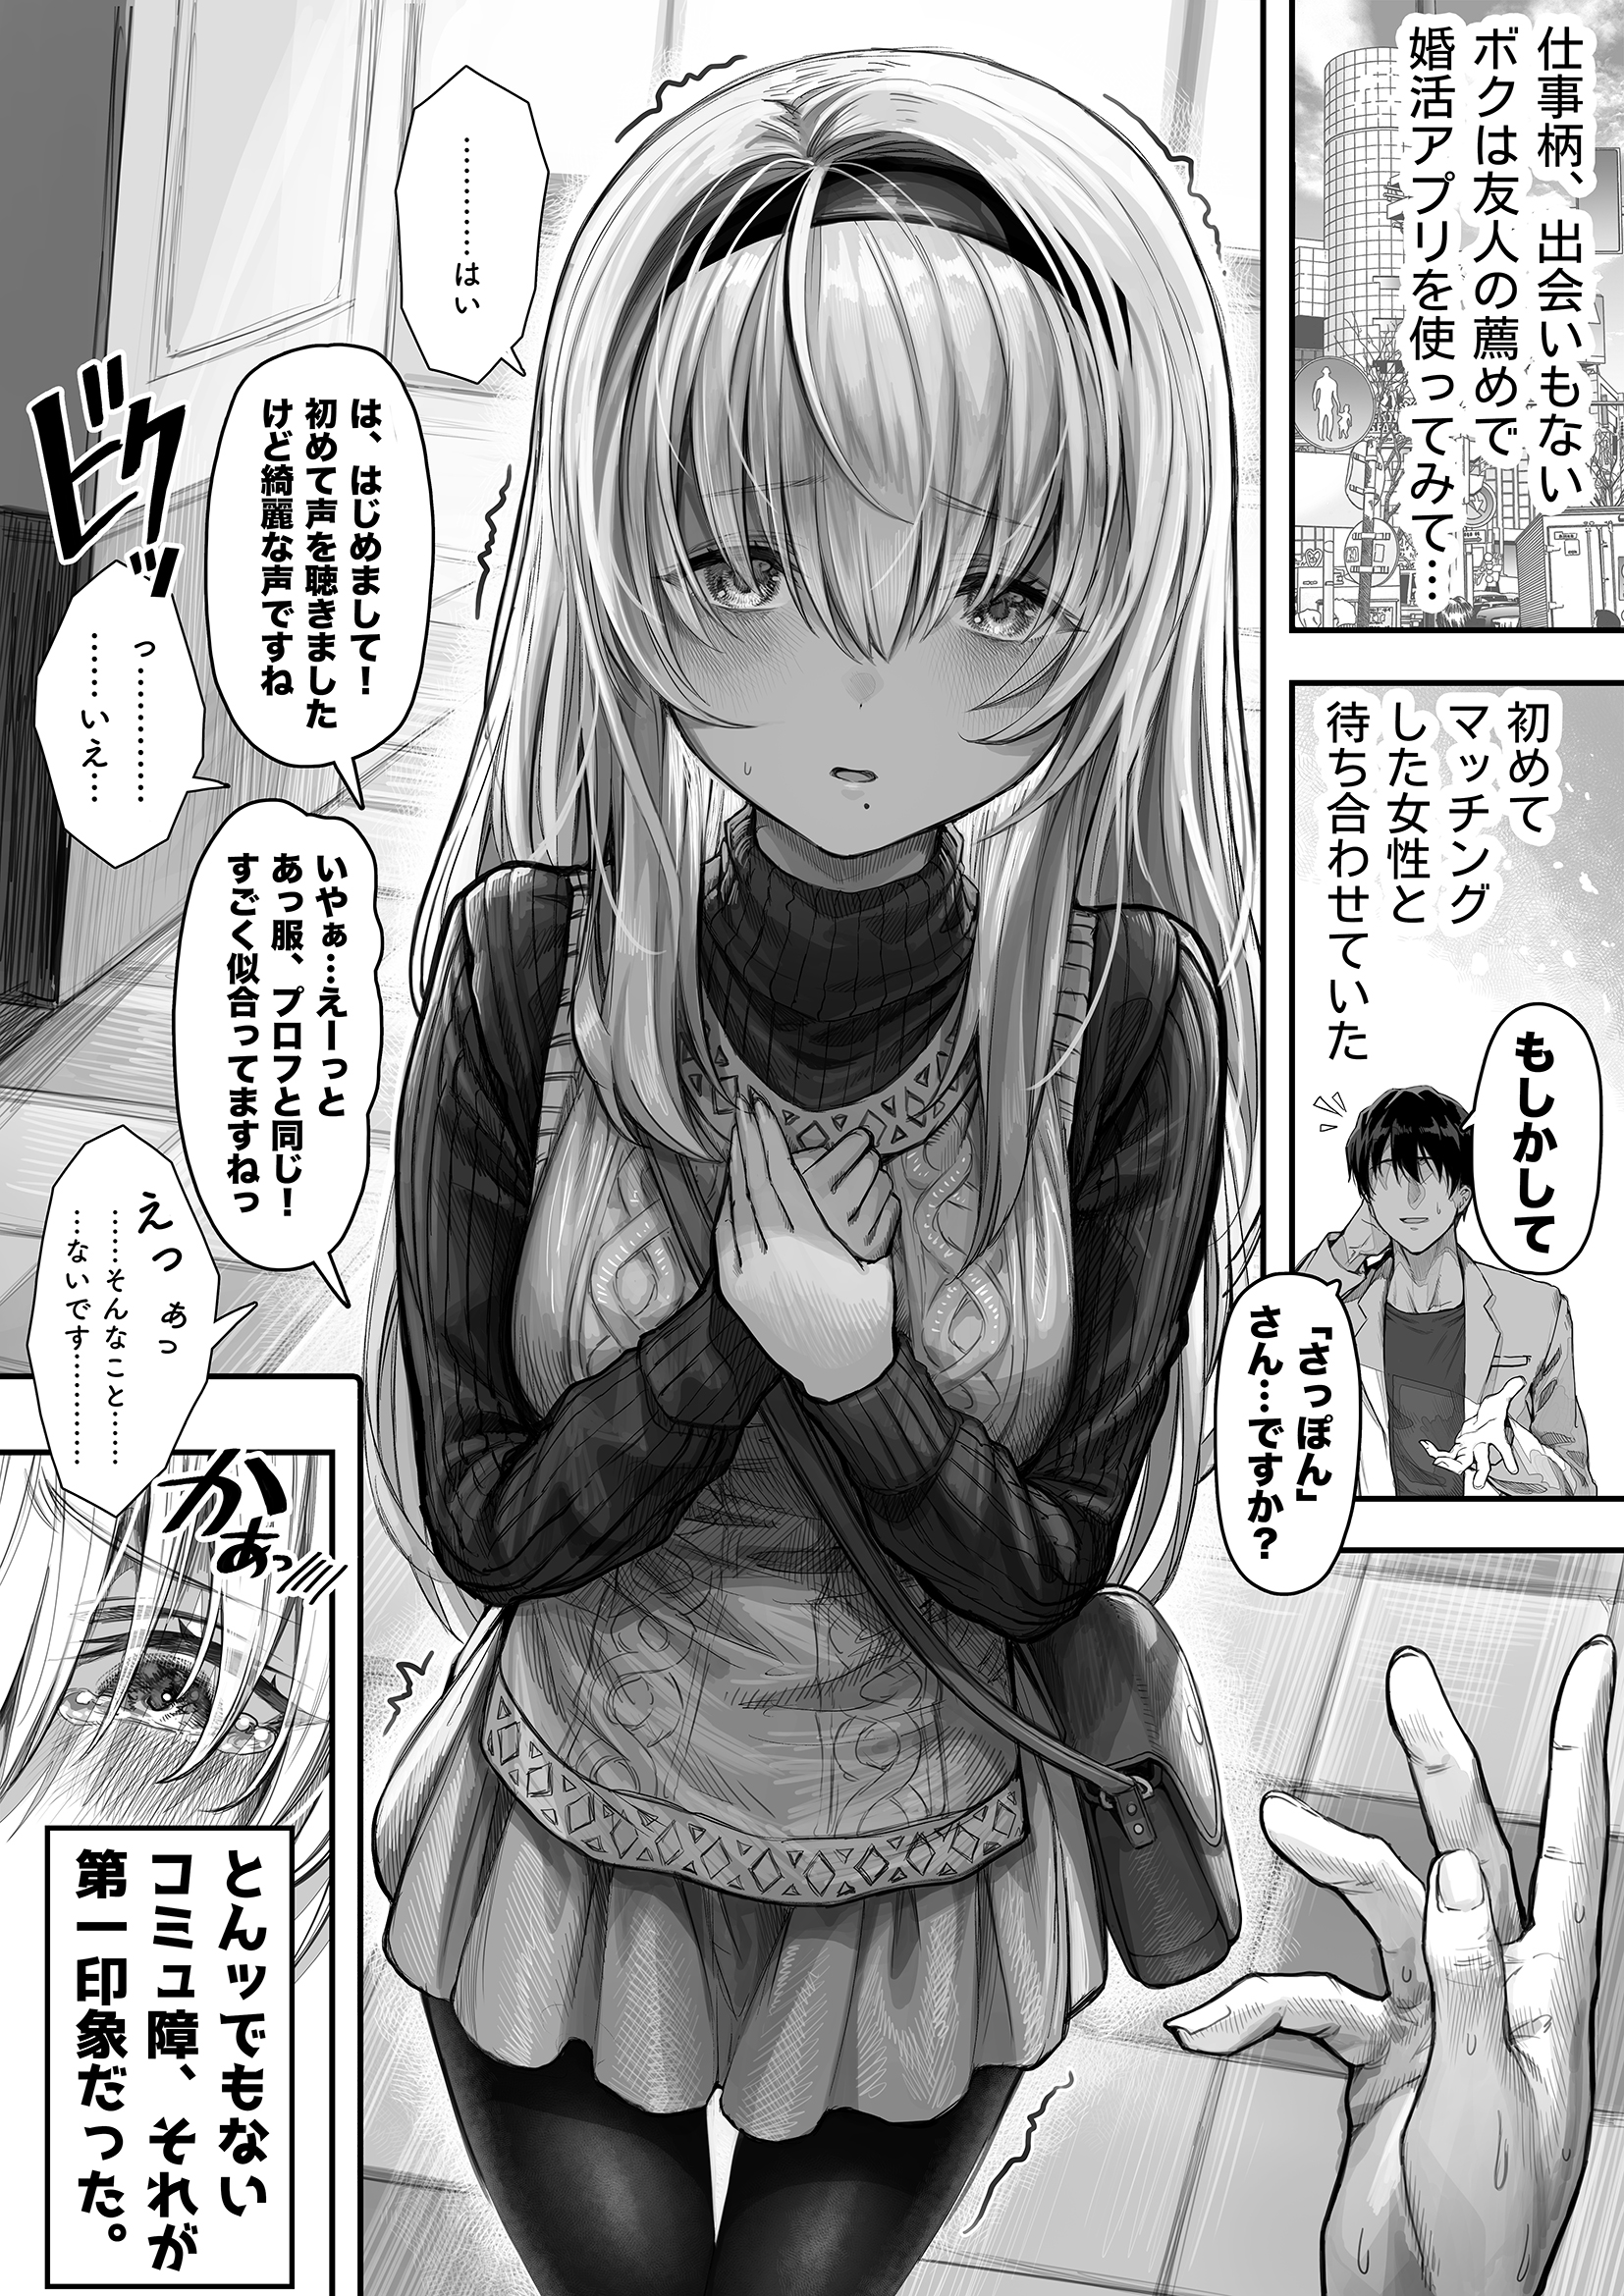 仕事柄、出会いもない
ボクは友人の薦めで
婚活アプリを使ってみて…
初めて
マッチング
した女性と
待ち合わせていた
もしかして
「さっぽん」
さん…ですか？
…………はい
は、はじめまして！
初めて声を聴きました
けど綺麗な声ですね
ビクッ
っ…………
……いえ…
いやぁ…えーっと
あっ服、プロフと同じ！
すごく似合ってますねっ
えっ ぁっ
……そんなこと……
…ないです…………
かぁっ
とんッでもない
コミュ障、それが
第一印象だった。